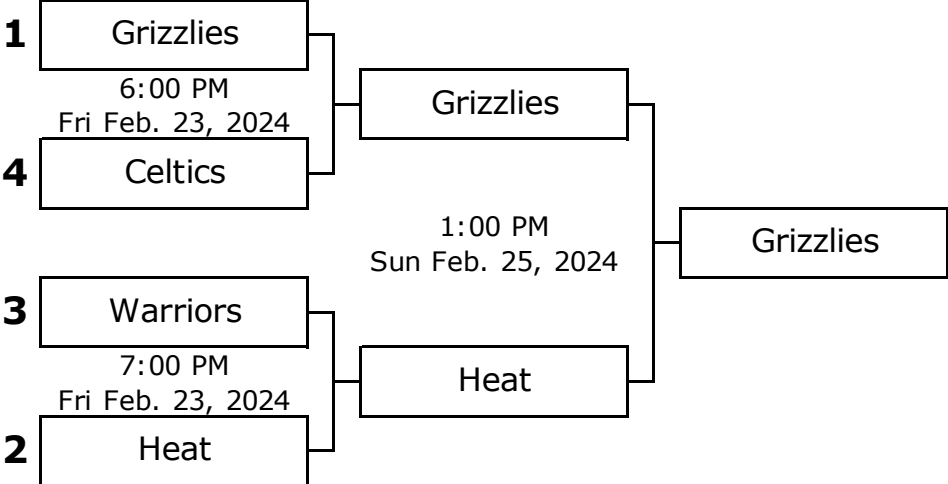 1 Grizzlies
6:00 PM
Fri Feb. 23, 2024
4 Celtics
Grizzlies
1:00 PM
Sun Feb. 25, 2024
Grizzlies
3 Warriors
7:00 PM
Fri Feb. 23, 2024
2 Heat
Heat